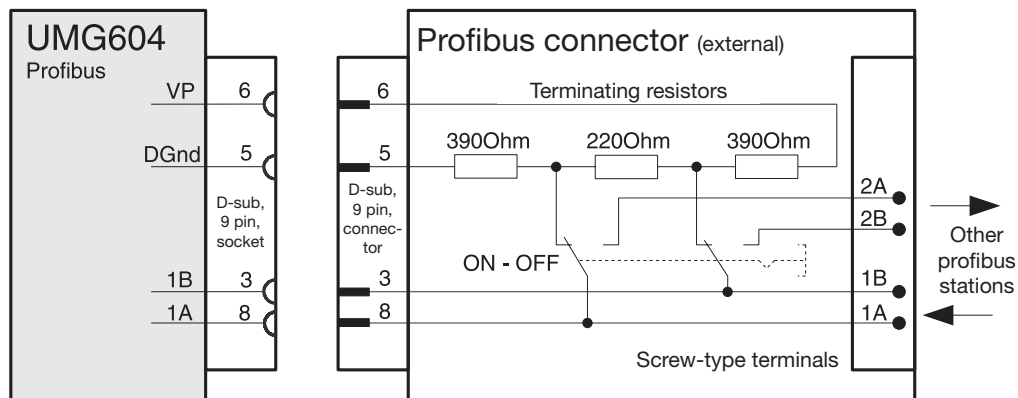 UMG604
Profibus
VP 6
DGnd 5
D-sub,
9 pin,
socket
1B 3
1A 8
Profibus connector (external)
6 Terminating resistors
390Ohm 220Ohm 390Ohm
5
D-sub,
9 pin,
connec-
tor
2A
2B
ON - OFF
3 1B
8 1A
Other
profibus
stations
Screw-type terminals